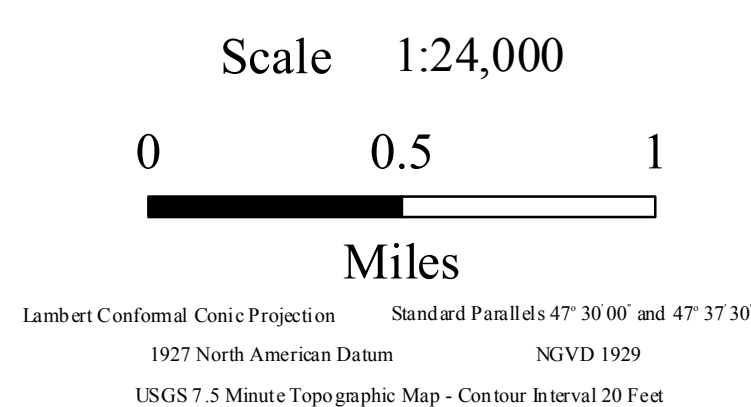 Scale 1:24,000
0 0.5 1
Miles
Lambert Conformal Conic Projection Standard Parallels 47° 30' 00" and 47° 37' 30'
1927 North American Datum NGVD 1929
USGS 7.5 Minute Topographic Map - Contour Interval 20 Feet